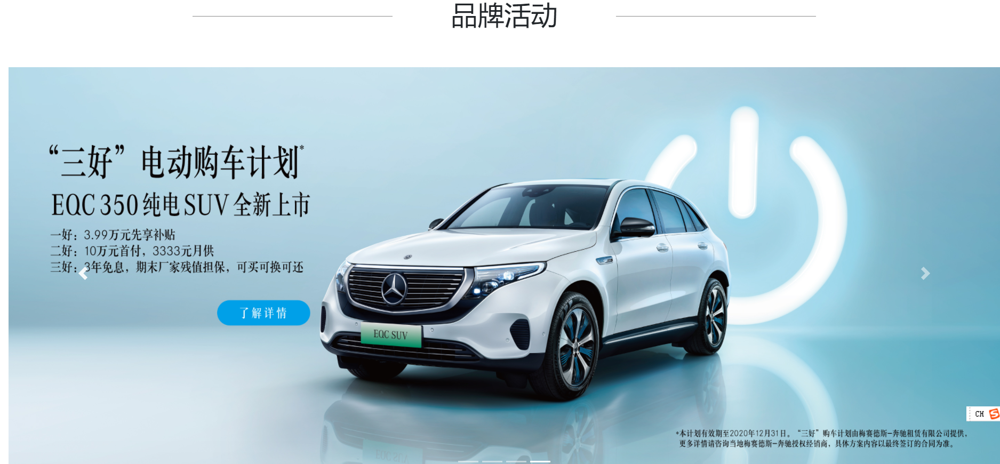 品牌活动
“三好”电动购车计划*
EQC 350 纯电 SUV 全新上市
一好：3.99万元先享补贴
二好：10万元首付，3333元月供
三好：3年免息，期末厂家残值担保，可买可换可还
了解详情
EQC SUV
CH
*本计划有效期至2020年12月31日。“三好”购车计划由梅赛德斯-奔驰租赁有限公司提供，
更多详情请咨询当地梅赛德斯-奔驰授权经销商，具体方案内容以最终签订的合同为准。